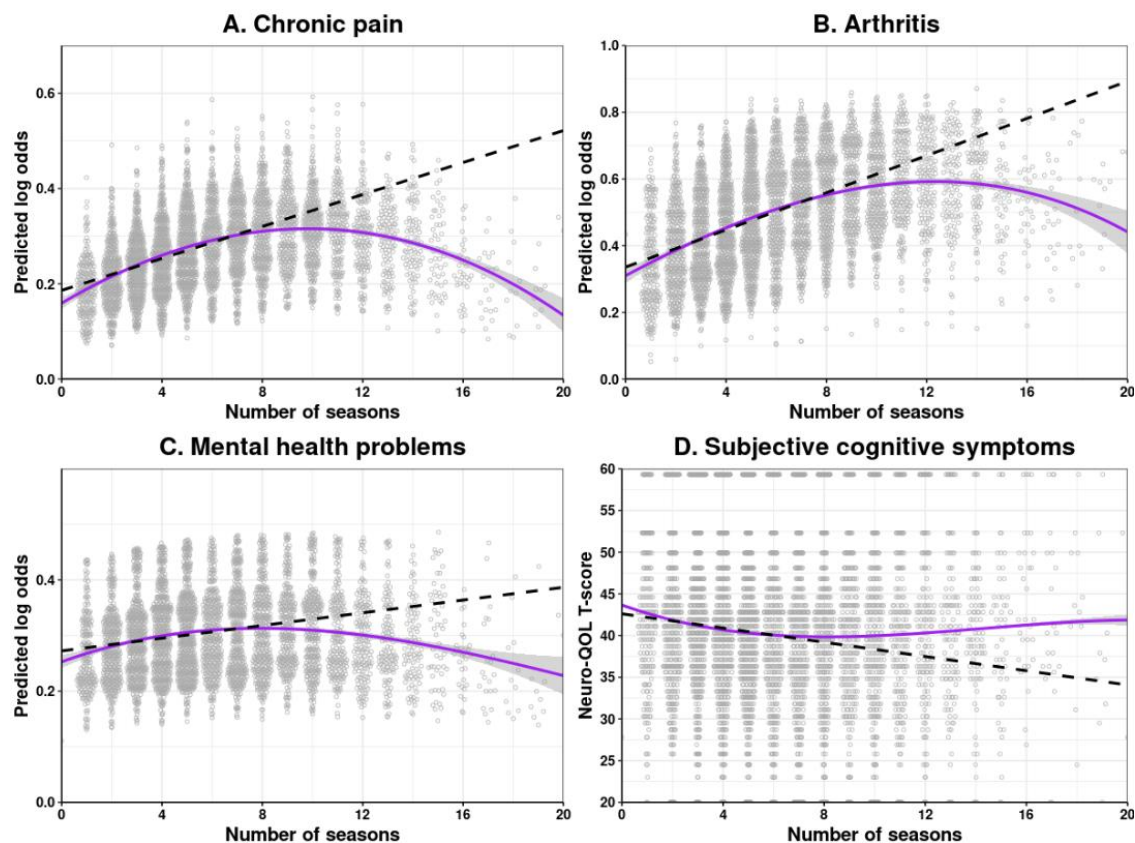 A. Chronic pain
Predicted log odds
0.6
0.4
0.2
0.0
0 4 8 12 16 20
Number of seasons
B. Arthritis
Predicted log odds
1.0
0.8
0.6
0.4
0.2
0.0
0 4 8 12 16 20
Number of seasons
C. Mental health problems
Predicted log odds
0.4
0.2
0.0
0 4 8 12 16 20
Number of seasons
D. Subjective cognitive symptoms
Neuro-QOL T-score
60
55
50
45
40
35
30
25
20
0 4 8 12 16 20
Number of seasons